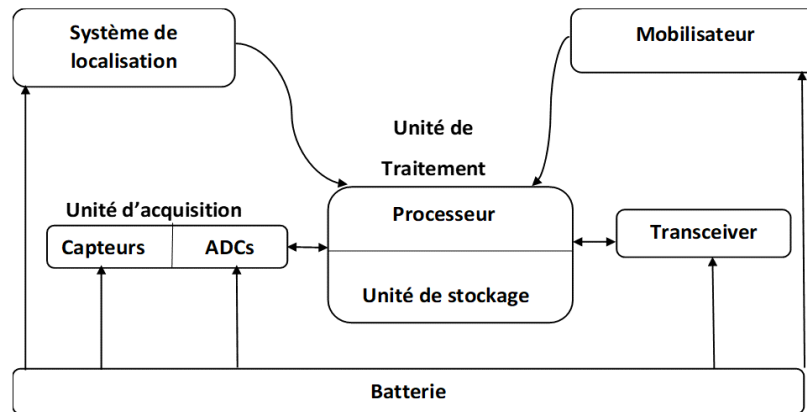 Système de
localisation
Mobilisateur
Unité de
Traitement
Unité d’acquisition
Capteurs
ADCs
Processeur
Unité de stockage
Transceiver
Batterie